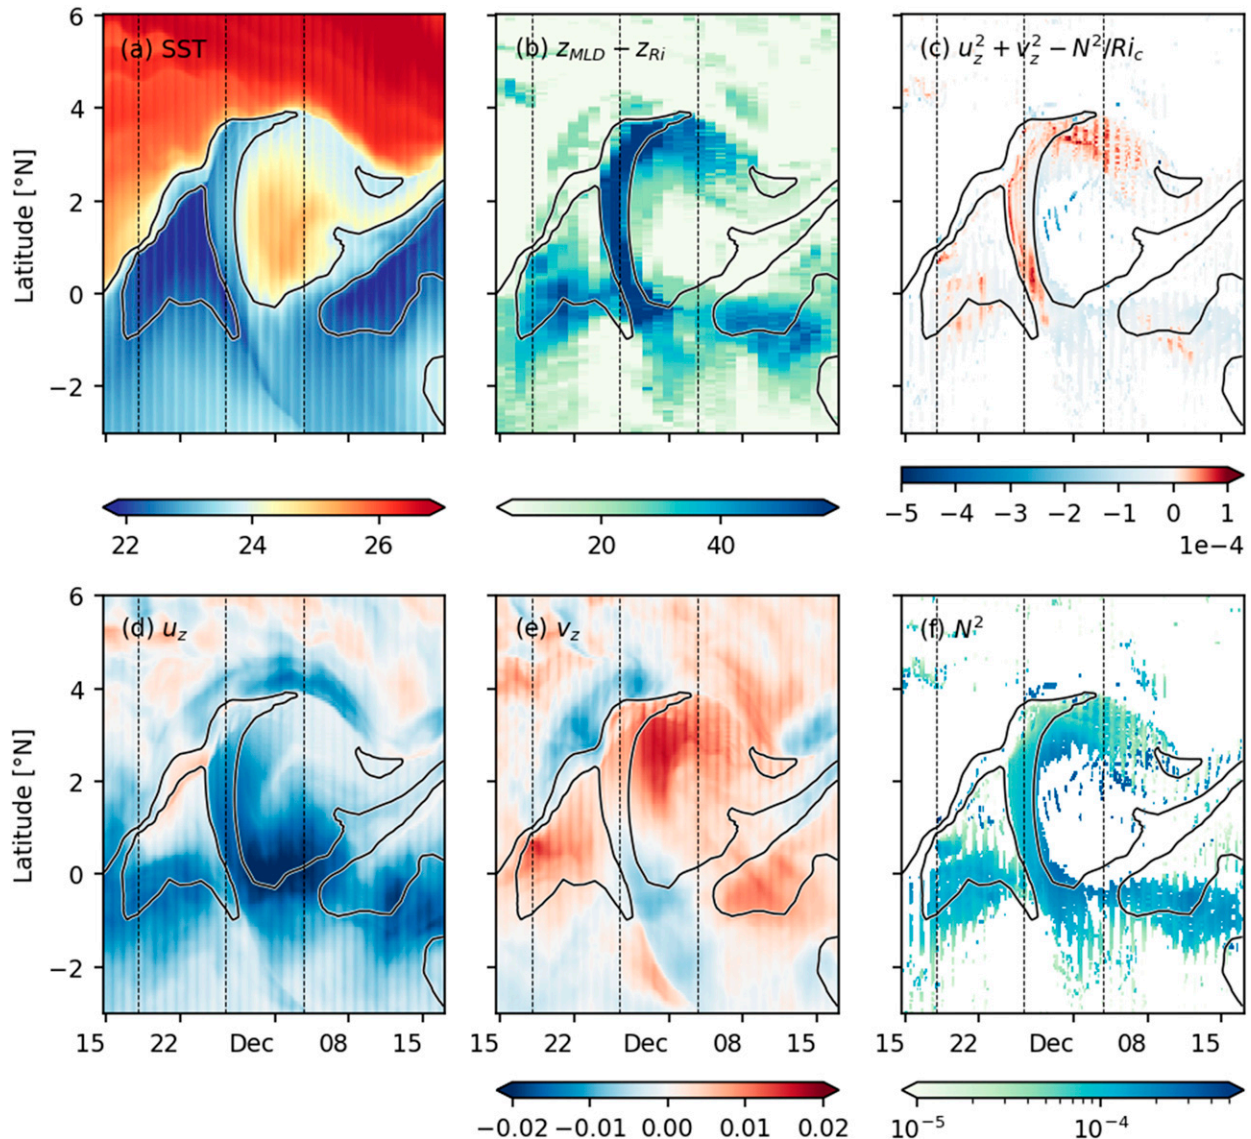 6
4
2
0
−2
Latitude [°N]
(a) SST
(b) z_MLD − z_Ri
(c) u_z^2 + v_z^2 − N^2/Ri_c
22 24 26
20 40
−5 −4 −3 −2 −1 0 1
1e−4
6
4
2
0
−2
Latitude [°N]
(d) u_z
(e) v_z
(f) N^2
15 22 Dec 08 15
15 22 Dec 08 15
15 22 Dec 08 15
−0.02 −0.01 0.00 0.01 0.02
10^−5 10^−4